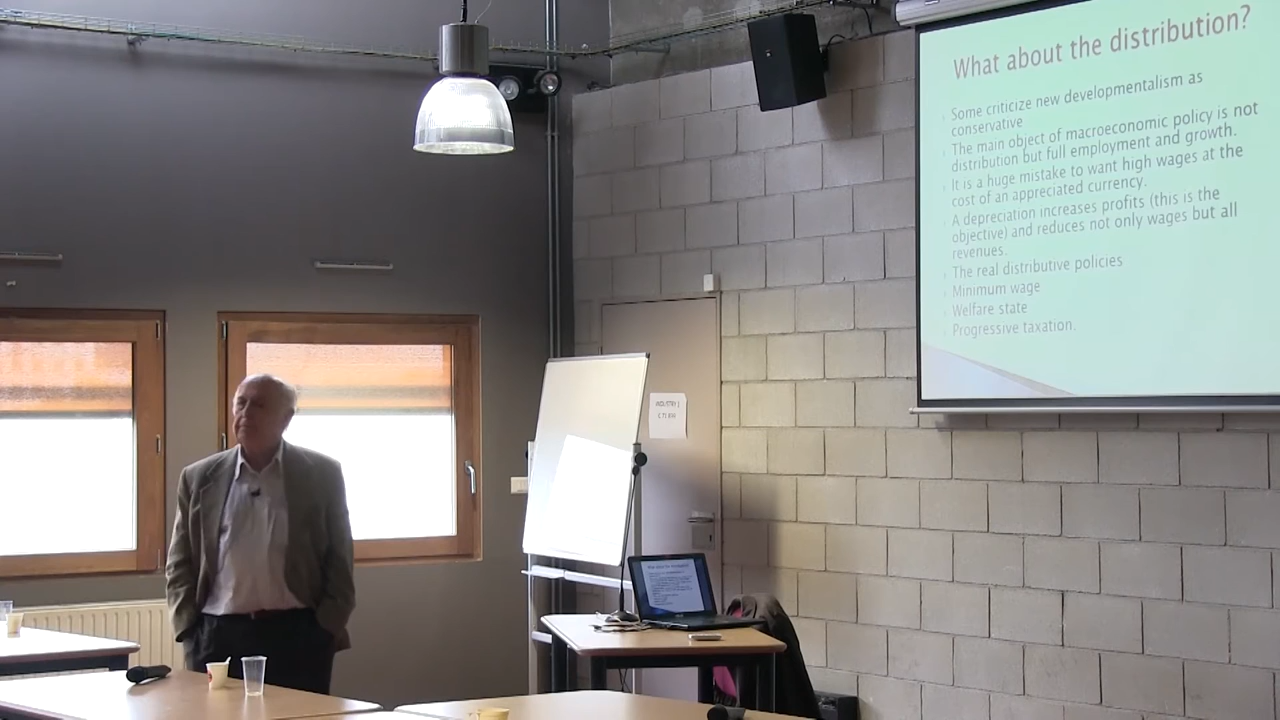 What about the distribution?
Some criticize new developmentalism as
conservative
The main object of macroeconomic policy is not
distribution but full employment and growth.
It is a huge mistake to want high wages at the
cost of an appreciated currency.
A depreciation increases profits (this is the
objective) and reduces not only wages but all
revenues.
The real distributive policies
Minimum wage
Welfare state
Progressive taxation.